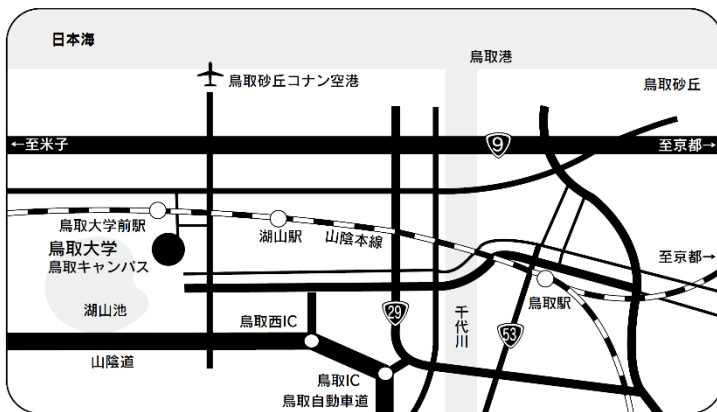 日本海
鳥取港
鳥取砂丘コナン空港
鳥取砂丘
←至米子
9
至京都→
鳥取大学前駅
湖山駅
山陰本線
鳥取大学
鳥取キャンパス
至京都→
鳥取駅
湖山池
鳥取西IC
29
千代川
53
山陰道
鳥取IC
鳥取自動車道